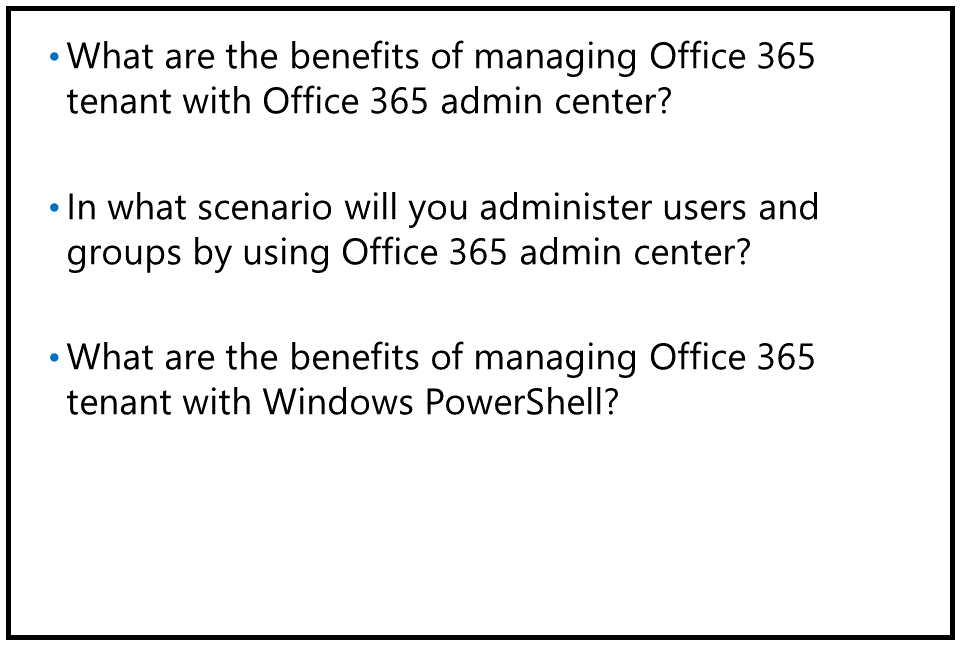 • What are the benefits of managing Office 365
tenant with Office 365 admin center?
• In what scenario will you administer users and
groups by using Office 365 admin center?
• What are the benefits of managing Office 365
tenant with Windows PowerShell?